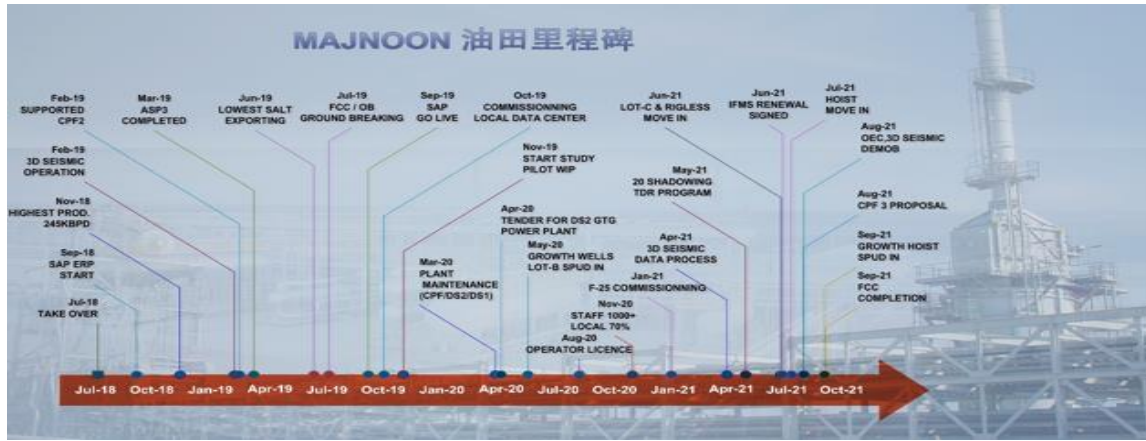 MAJNOON 油田里程碑
Feb-19
SUPPORTED
CPF2
Mar-19
ASP3
COMPLETED
Jun-19
LOWEST SALT
EXPORTING
Jul-19
FCC / OB
GROUND BREAKING
Sep-19
SAP
GO LIVE
Oct-19
COMMISSIONNING
LOCAL DATA CENTER
Jun-21
LOT-C & RIGLESS
MOVE IN
Jun-21
IFMS RENEWAL
SIGNED
Jul-21
HOIST
MOVE IN
Feb-19
3D SEISMIC
OPERATION
Nov-19
START STUDY
PILOT WIP
May-21
20 SHADOWING
TDR PROGRAM
Aug-21
OEC,3D SEISMIC
DEMOB
Nov-18
HIGHEST PROD.
245KBPD
Apr-20
TENDER FOR DS2 GTG
POWER PLANT
Apr-21
3D SEISMIC
DATA PROCESS
Aug-21
CPF 3 PROPOSAL
Sep-18
SAP ERP
START
Mar-20
PLANT
MAINTENANCE
(CPF/DS2/DS1)
May-20
GROWTH WELLS
LOT-B SPUD IN
Jan-21
F-25 COMMISSIONNING
Sep-21
GROWTH HOIST
SPUD IN
Jul-18
TAKE OVER
Nov-20
STAFF 1000+
LOCAL 70%
Sep-21
FCC
COMPLETION
Aug-20
OPERATOR LICENCE
Jul-18 Oct-18 Jan-19 Apr-19 Jul-19 Oct-19 Jan-20 Apr-20 Jul-20 Oct-20 Jan-21 Apr-21 Jul-21 Oct-21